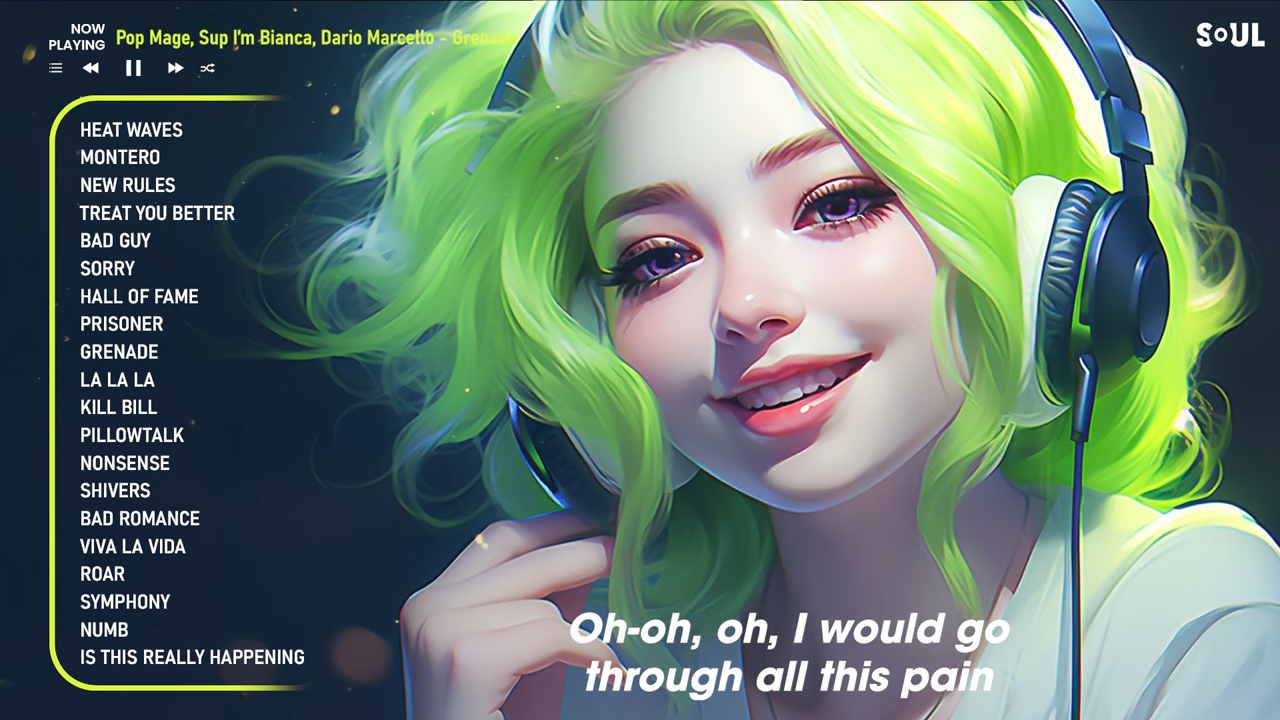 NOW
PLAYING
Pop Mage, Sup I'm Bianca, Dario Marcello - Grenade
SOUL
HEAT WAVES
MONTERO
NEW RULES
TREAT YOU BETTER
BAD GUY
SORRY
HALL OF FAME
PRISONER
GRENADE
LA LA LA
KILL BILL
PILLOWTALK
NONSENSE
SHIVERS
BAD ROMANCE
VIVA LA VIDA
ROAR
SYMPHONY
NUMB
IS THIS REALLY HAPPENING
Oh-oh, oh, I would go
through all this pain